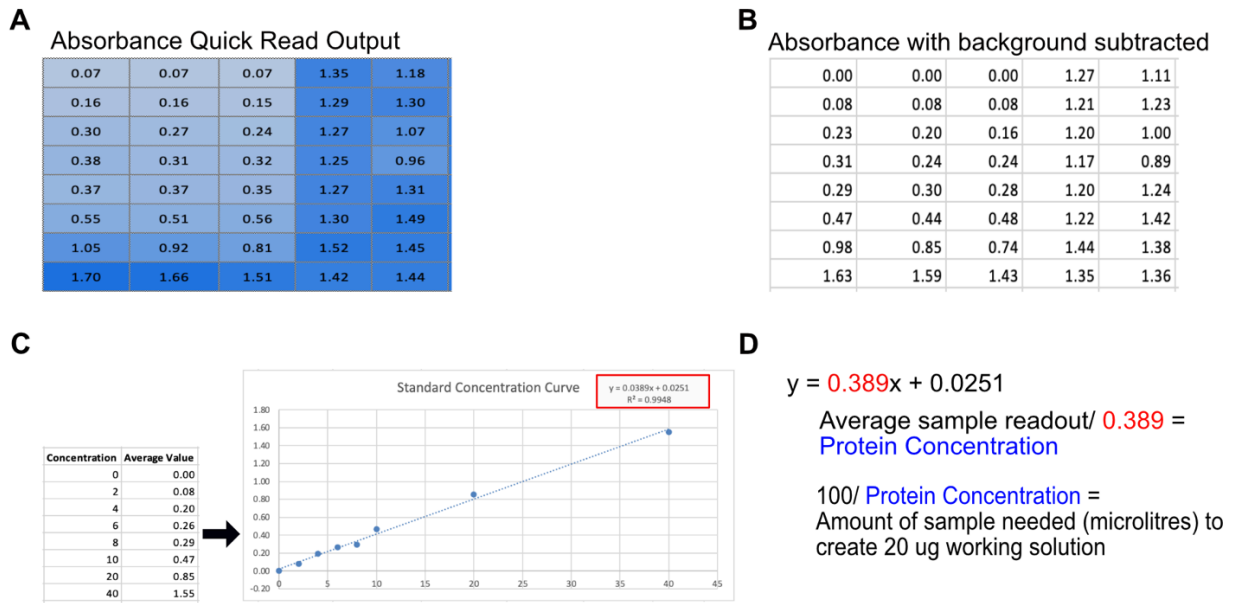 A
Absorbance Quick Read Output
0.07 0.07 0.07 1.35 1.18
0.16 0.16 0.15 1.29 1.30
0.30 0.27 0.24 1.27 1.07
0.38 0.31 0.32 1.25 0.96
0.37 0.37 0.35 1.27 1.31
0.55 0.51 0.56 1.30 1.49
1.05 0.92 0.81 1.52 1.45
1.70 1.66 1.51 1.42 1.44
B
Absorbance with background subtracted
0.00 0.00 0.00 1.27 1.11
0.08 0.08 0.08 1.21 1.23
0.23 0.20 0.16 1.20 1.00
0.31 0.24 0.24 1.17 0.89
0.29 0.30 0.28 1.20 1.24
0.47 0.44 0.48 1.22 1.42
0.98 0.85 0.74 1.44 1.38
1.63 1.59 1.43 1.35 1.36
C
Concentration Average Value
0 0.00
2 0.08
4 0.20
6 0.26
8 0.29
10 0.47
20 0.85
40 1.55
Standard Concentration Curve
y = 0.0389x + 0.0251
R² = 0.9948
1.80
1.60
1.40
1.20
1.00
0.80
0.60
0.40
0.20
0.00
-0.20
0 5 10 15 20 25 30 35 40 45
D
y = 0.389x + 0.0251
Average sample readout/ 0.389 =
Protein Concentration
100/ Protein Concentration =
Amount of sample needed (microlitres) to
create 20 ug working solution